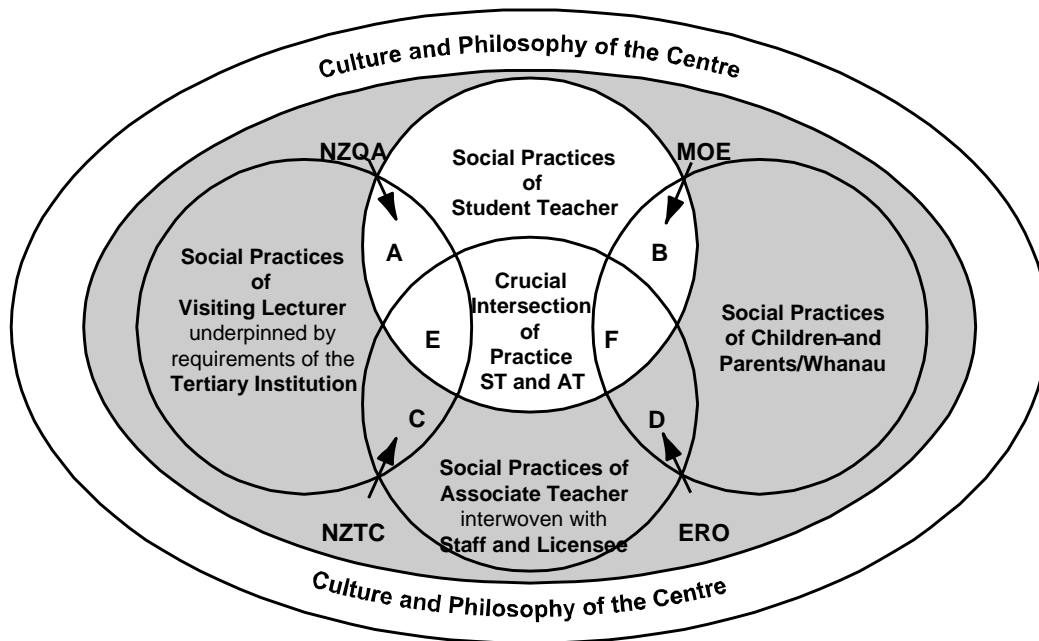 Culture and Philosophy of the Centre
NZQA
MOE
Social Practices
of
Student Teacher
A
B
Social Practices
of
Visiting Lecturer
underpinned by
requirements of the
Tertiary Institution
Crucial
Intersection
of
Practice
ST and AT
E
F
Social Practices
of Children–and
Parents/Whanau
C
D
Social Practices of
Associate Teacher
interwoven with
Staff and Licensee
NZTC
ERO
Culture and Philosophy of the Centre